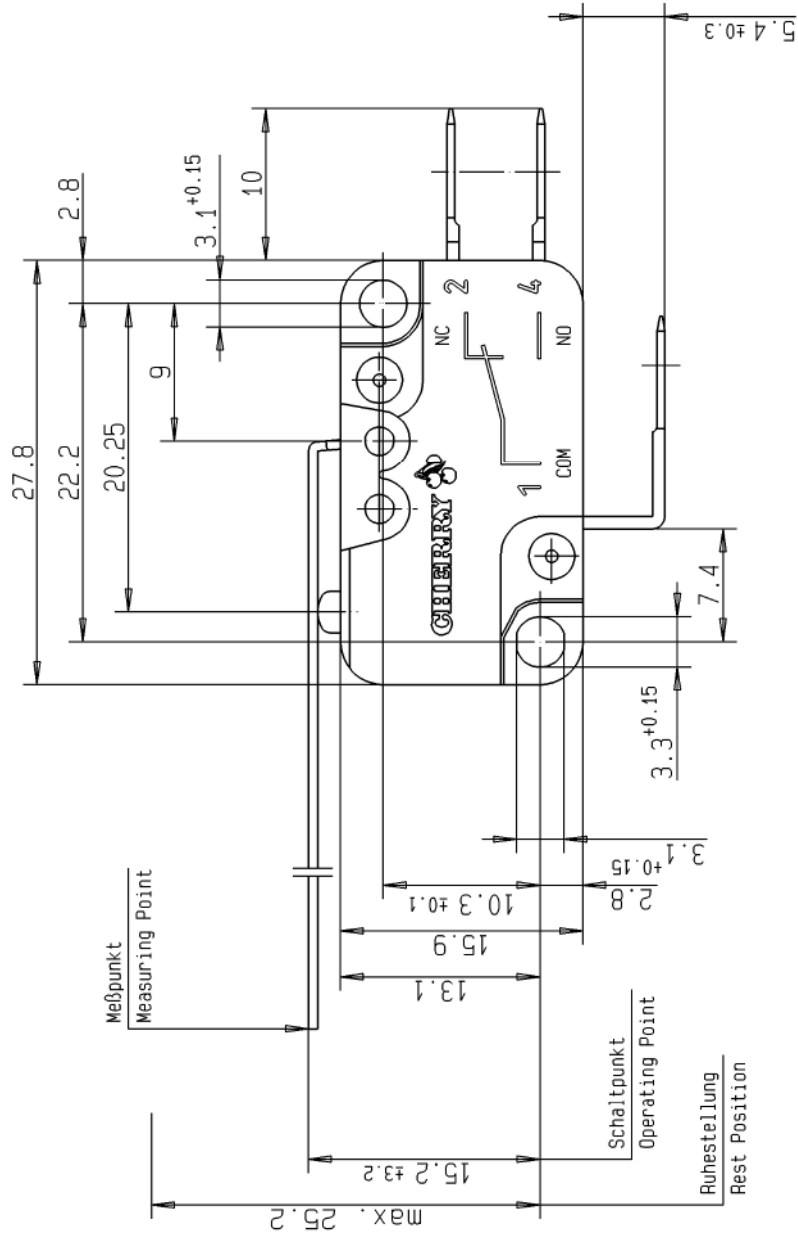 2.8
3.1 +0.15
10
27.8
22.2
20.25
9
5.4 ±0.3
NC
2
4
NO
1
COM
CHERRY
7.4
3.3 +0.15
3.1 +0.15
2.8
10.3 ±0.1
15.9
13.1
Meßpunkt
Measuring Point
15.2 ±3.2
max. 25.2
Schaltpunkt
Operating Point
Ruhestellung
Rest Position